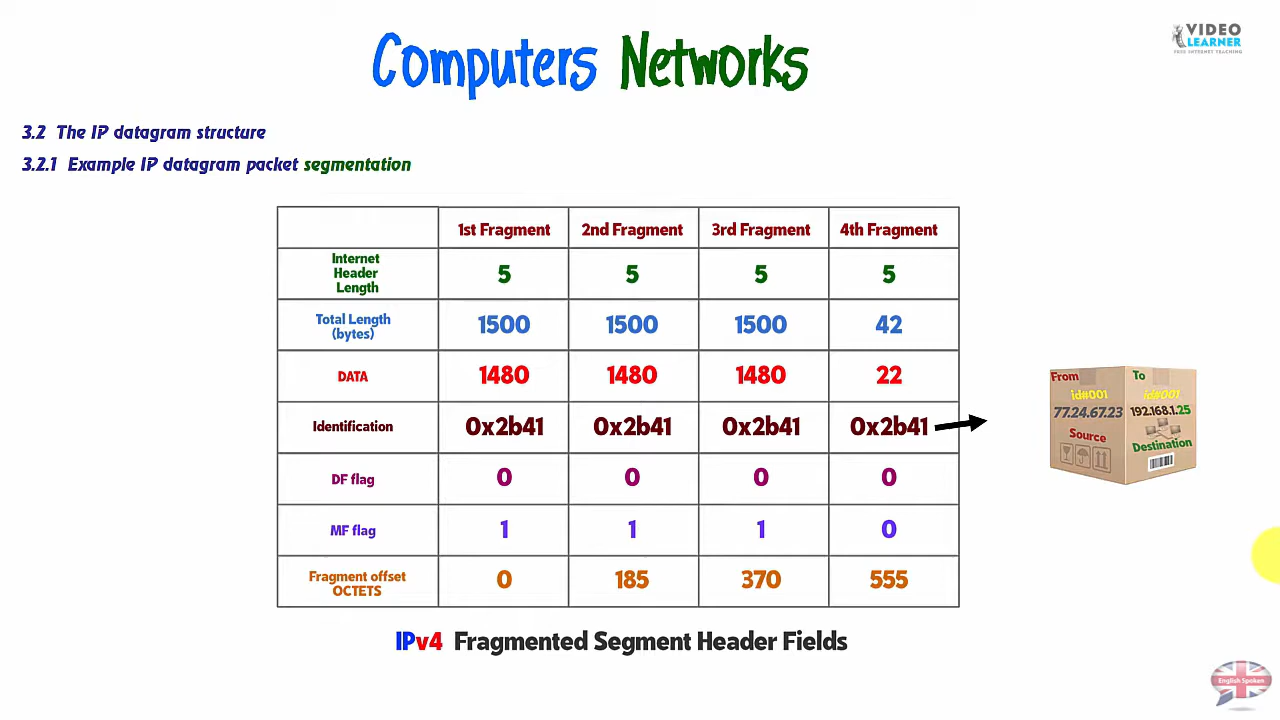 Computers Networks
VIDEO
LEARNER
FREE INTERNET TEACHING
3.2 The IP datagram structure
3.2.1 Example IP datagram packet segmentation
1st Fragment 2nd Fragment 3rd Fragment 4th Fragment
Internet
Header
Length
5 5 5 5
Total Length
(bytes)
1500 1500 1500 42
DATA 1480 1480 1480 22
Identification 0x2b41 0x2b41 0x2b41 0x2b41
DF flag 0 0 0 0
MF flag 1 1 1 0
Fragment offset
OCTETS
0 185 370 555
From
id#001
77.24.67.23
Source
To
id#001
192.168.1.25
Destination
IPv4 Fragmented Segment Header Fields
English Spoken